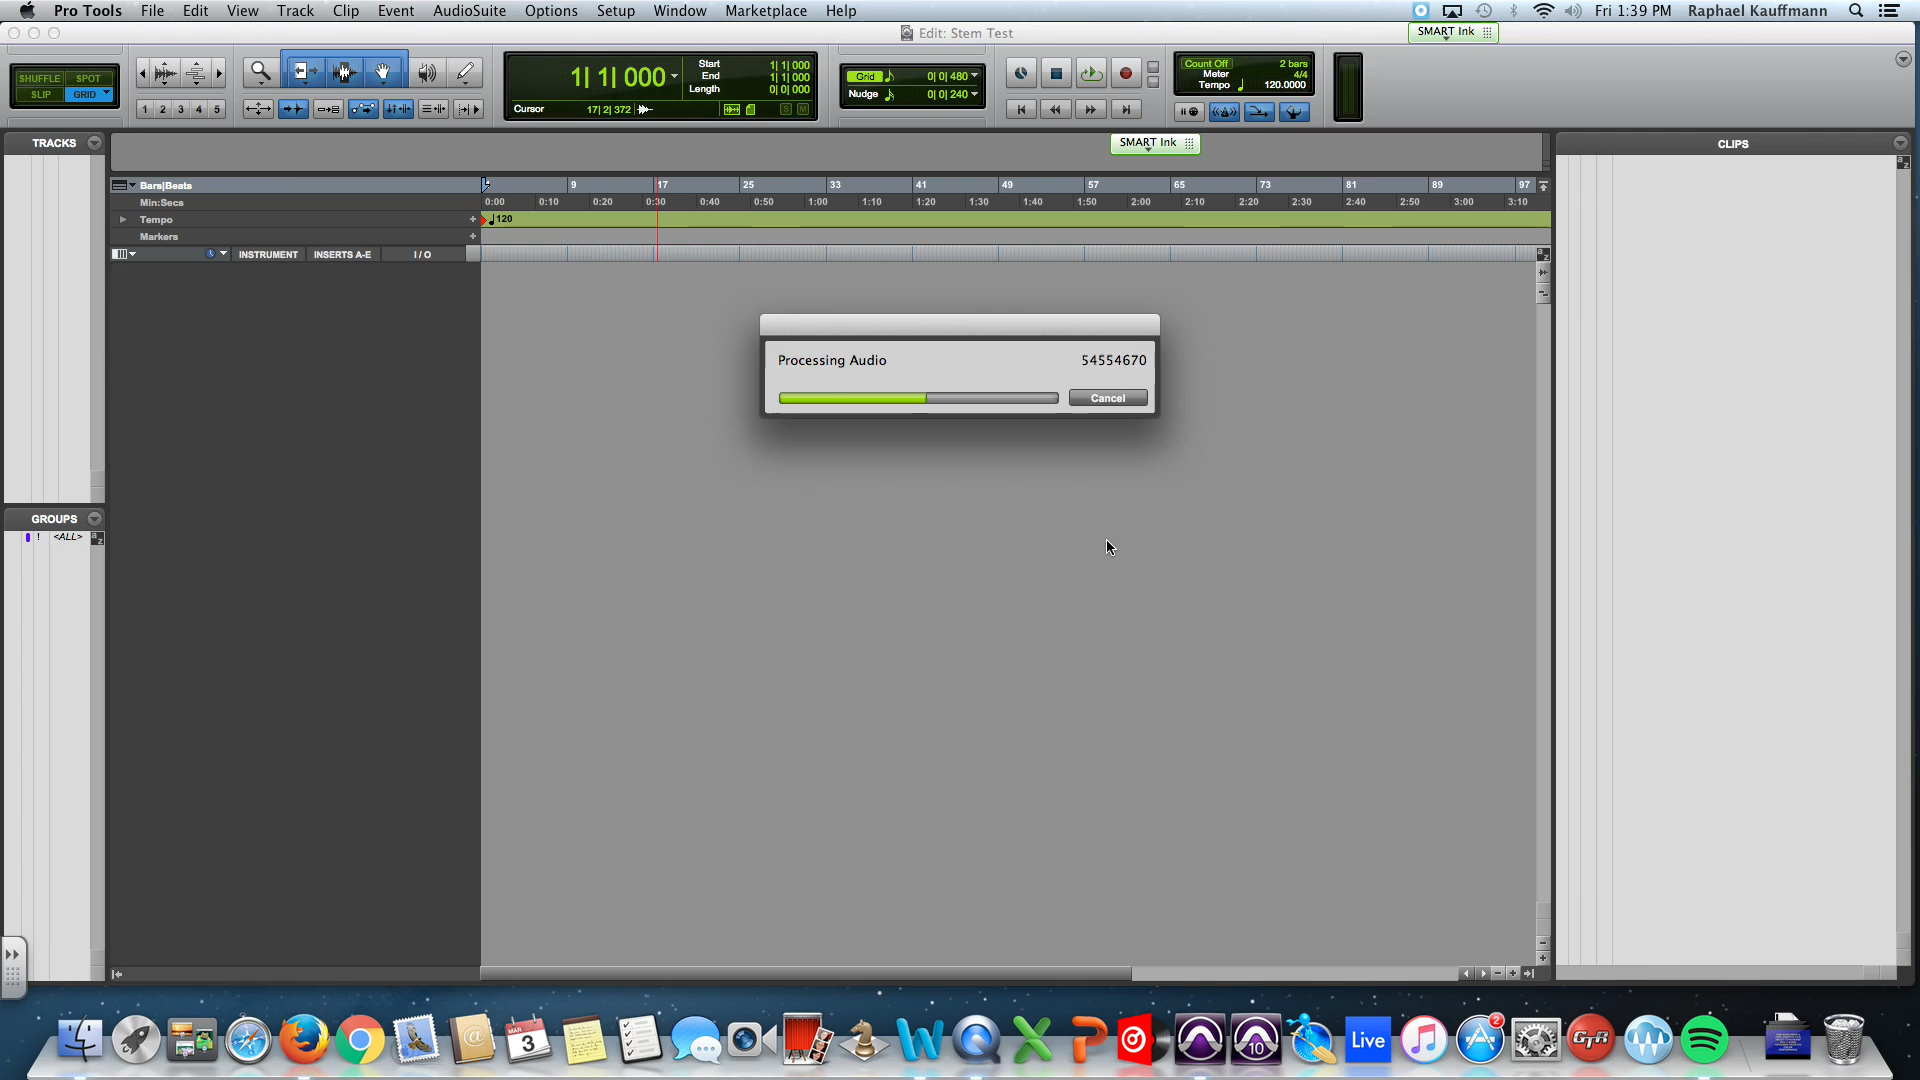 Pro Tools File Edit View Track Clip Event AudioSuite Options Setup Window Marketplace Help Fri 1:39 PM Raphael Kauffmann
Edit: Stem Test SMART Ink
SHUFFLE SPOT
SLIP GRID
1 2 3 4 5
1| 1| 000
Start 1| 1| 000
End 1| 1| 000
Length 0| 0| 000
Cursor 17| 2| 372
S M
Grid 0| 0| 480
Nudge 0| 0| 240
Count Off 2 bars
Meter 4/4
Tempo 120.0000
TRACKS
SMART Ink
CLIPS
a z
Bars|Beats 9 17 25 33 41 49 57 65 73 81 89 97
Min:Secs 0:00 0:10 0:20 0:30 0:40 0:50 1:00 1:10 1:20 1:30 1:40 1:50 2:00 2:10 2:20 2:30 2:40 2:50 3:00 3:10
Tempo + 120
Markers +
INSTRUMENT INSERTS A-E I / O
a z
Processing Audio 54554670
Cancel
GROUPS
! <ALL> a z
MAR
3
10
Live
2
GTR